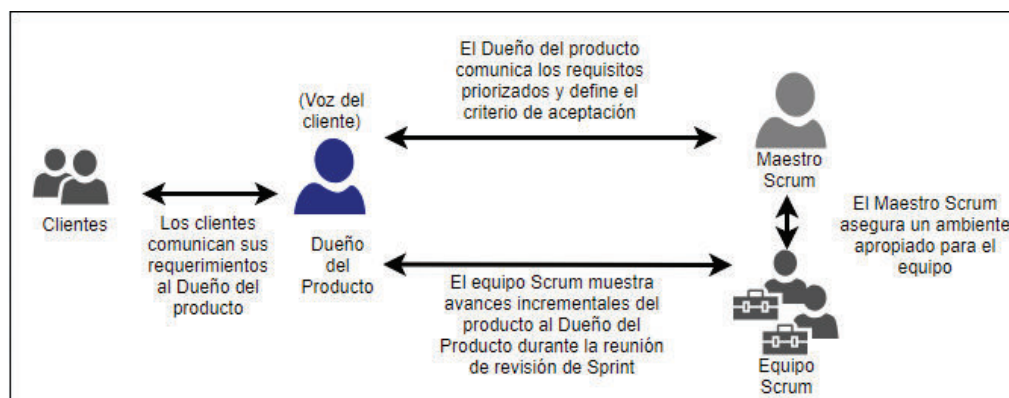 El Dueño del producto
comunica los requisitos
priorizados y define el
criterio de aceptación
(Voz del
cliente)
Maestro
Scrum
Clientes
Los clientes
comunican sus
requerimientos
al Dueño del
producto
Dueño
del
Producto
El Maestro Scrum
asegura un ambiente
apropiado para el
equipo
El equipo Scrum muestra
avances incrementales del
producto al Dueño del
Producto durante la reunión
de revisión de Sprint
Equipo
Scrum